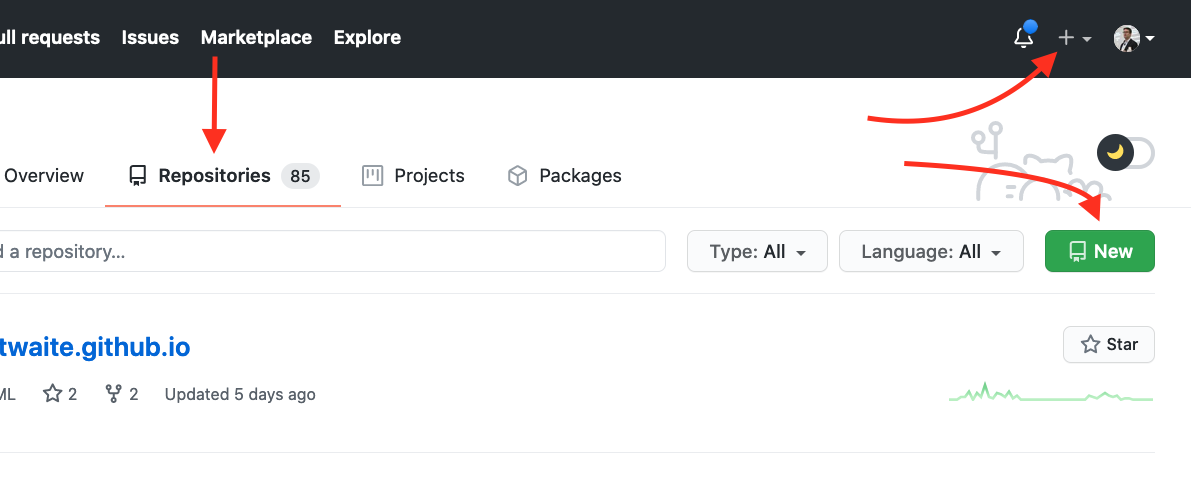 ull requests Issues Marketplace Explore
Overview Repositories 85 Projects Packages
d a repository... Type: All Language: All New
twaite.github.io Star
ML 2 2 Updated 5 days ago